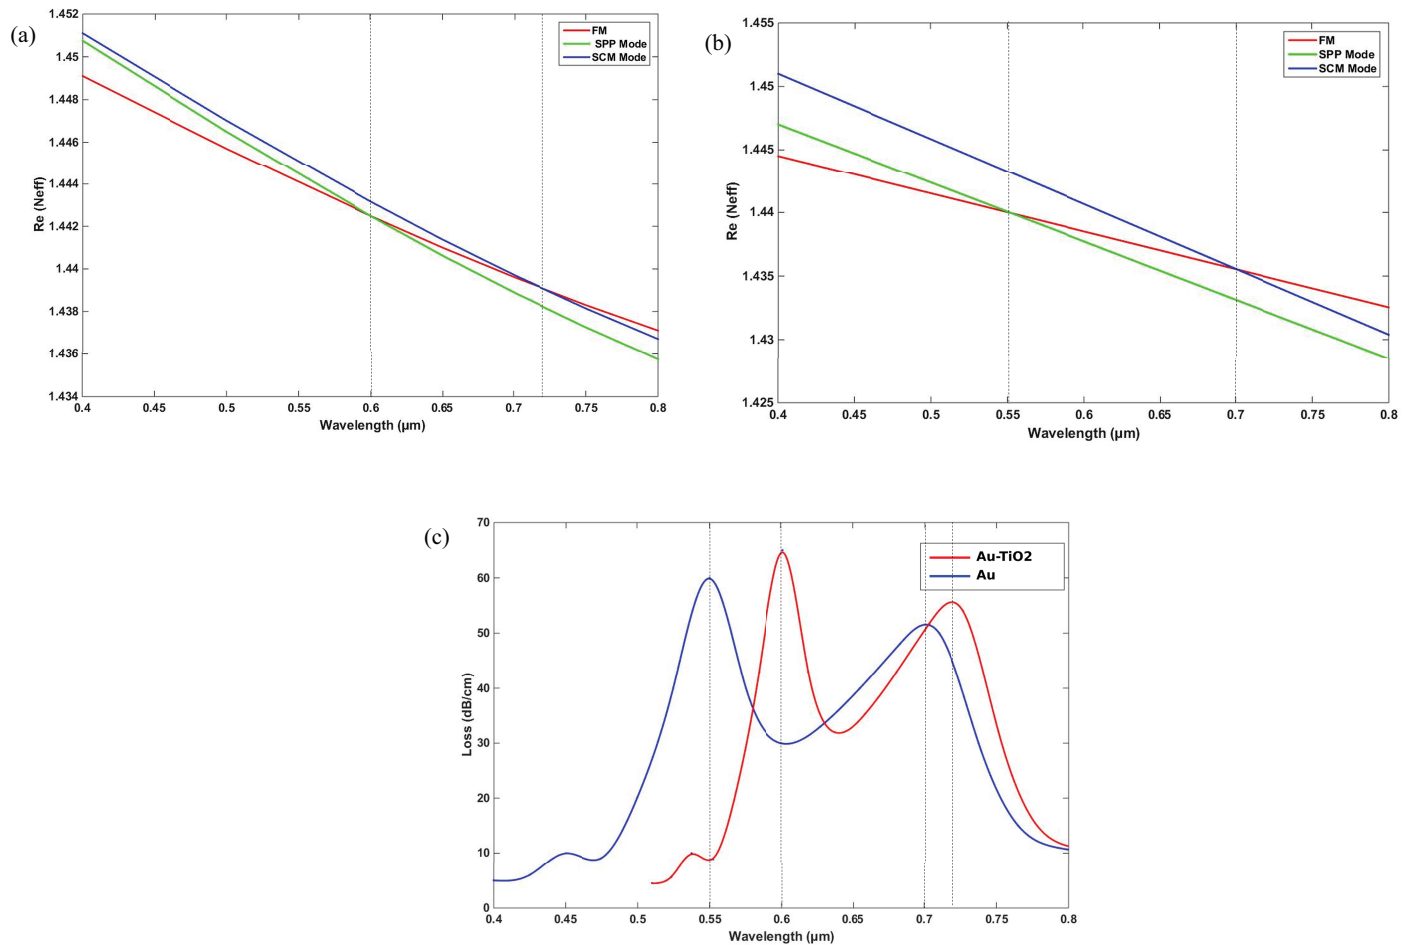 (a)
1.452
1.45
1.448
1.446
1.444
1.442
1.44
1.438
1.436
1.434
Re (Neff)
FM
SPP Mode
SCM Mode
0.4 0.45 0.5 0.55 0.6 0.65 0.7 0.75 0.8
Wavelength (μm)
(b)
1.455
1.45
1.445
1.44
1.435
1.43
1.425
Re (Neff)
FM
SPP Mode
SCM Mode
0.4 0.45 0.5 0.55 0.6 0.65 0.7 0.75 0.8
Wavelength (μm)
(c)
70
60
50
40
30
20
10
0
Loss (dB/cm)
Au-TiO2
Au
0.4 0.45 0.5 0.55 0.6 0.65 0.7 0.75 0.8
Wavelength (μm)